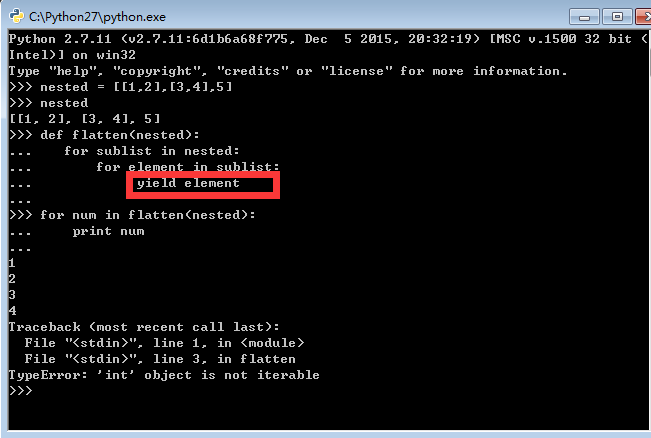 C:\Python27\python.exe
Python 2.7.11 (v2.7.11:6d1b6a68f775, Dec  5 2015, 20:32:19) [MSC v.1500 32 bit (
Intel)] on win32
Type "help", "copyright", "credits" or "license" for more information.
>>> nested = [[1,2],[3,4],5]
>>> nested
[[1, 2], [3, 4], 5]
>>> def flatten(nested):
...    for sublist in nested:
...        for element in sublist:
...             yield element
...
>>> for num in flatten(nested):
...     print num
...
1
2
3
4
Traceback (most recent call last):
  File "<stdin>", line 1, in <module>
  File "<stdin>", line 3, in flatten
TypeError: 'int' object is not iterable
>>>